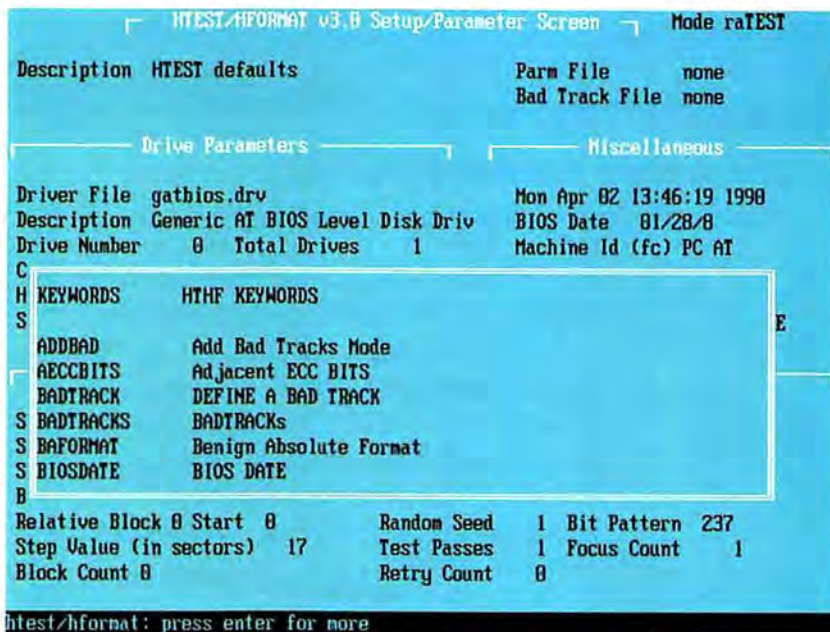 HTEST/HFORMAT v3.0 Setup/Parameter Screen Mode raTEST
Description HTEST defaults Parm File none
Bad Track File none
Drive Parameters Miscellaneous
Driver File gatbios.drv Mon Apr 02 13:46:19 1990
Description Generic AT BIOS Level Disk Driv BIOS Date 01/28/8
Drive Number 0 Total Drives 1 Machine Id (fc) PC AT
C
H KEYWORDS HTHF KEYWORDS
S E
ADDBAD Add Bad Tracks Mode
AECCBITS Adjacent ECC BITS
BADTRACK DEFINE A BAD TRACK
S BADTRACKS BADTRACKs
S BAFORMAT Benign Absolute Format
S BIOSDATE BIOS DATE
B
Relative Block 0 Start 0 Random Seed 1 Bit Pattern 237
Step Value (in sectors) 17 Test Passes 1 Focus Count 1
Block Count 0 Retry Count 0
htest/hformat: press enter for more